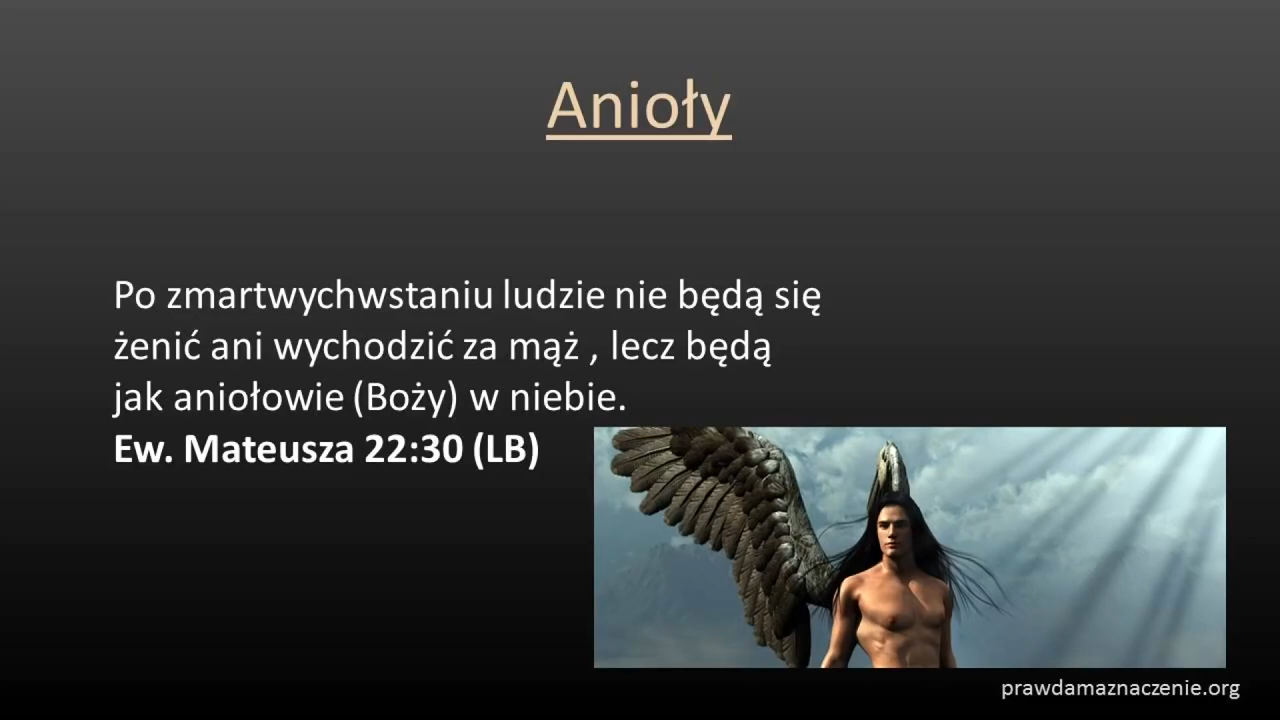 Anioły
Po zmartwychwstaniu ludzie nie będą się
żenić ani wychodzić za mąż , lecz będą
jak aniołowie (Boży) w niebie.
Ew. Mateusza 22:30 (LB)
prawdamaznaczenie.org